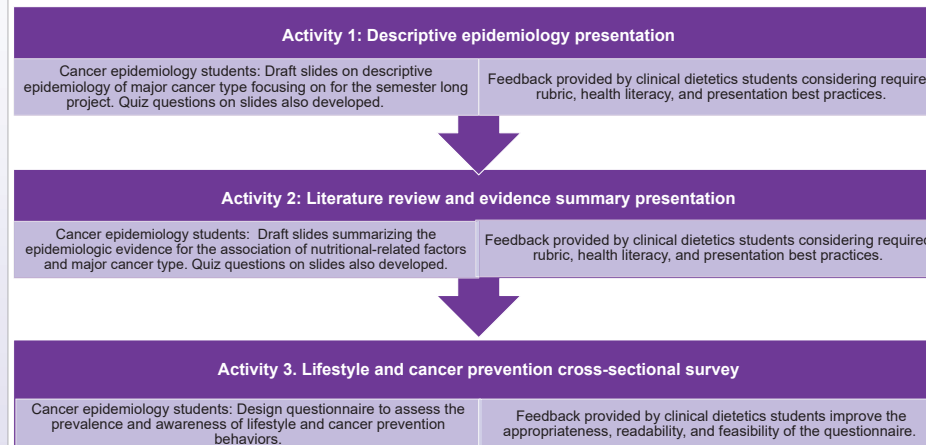 Activity 1: Descriptive epidemiology presentation
Cancer epidemiology students: Draft slides on descriptive
epidemiology of major cancer type focusing on for the semester long
project. Quiz questions on slides also developed.
Feedback provided by clinical dietetics students considering require
rubric, health literacy, and presentation best practices.
Activity 2: Literature review and evidence summary presentation
Cancer epidemiology students:  Draft slides summarizing the
epidemiologic evidence for the association of nutritional-related factors
and major cancer type. Quiz questions on slides also developed.
Feedback provided by clinical dietetics students considering require
rubric, health literacy, and presentation best practices.
Activity 3. Lifestyle and cancer prevention cross-sectional survey
Cancer epidemiology students: Design questionnaire to assess the
prevalence and awareness of lifestyle and cancer prevention
behaviors.
Feedback provided by clinical dietetics students improve the
appropriateness, readability, and feasibility of the questionnaire.